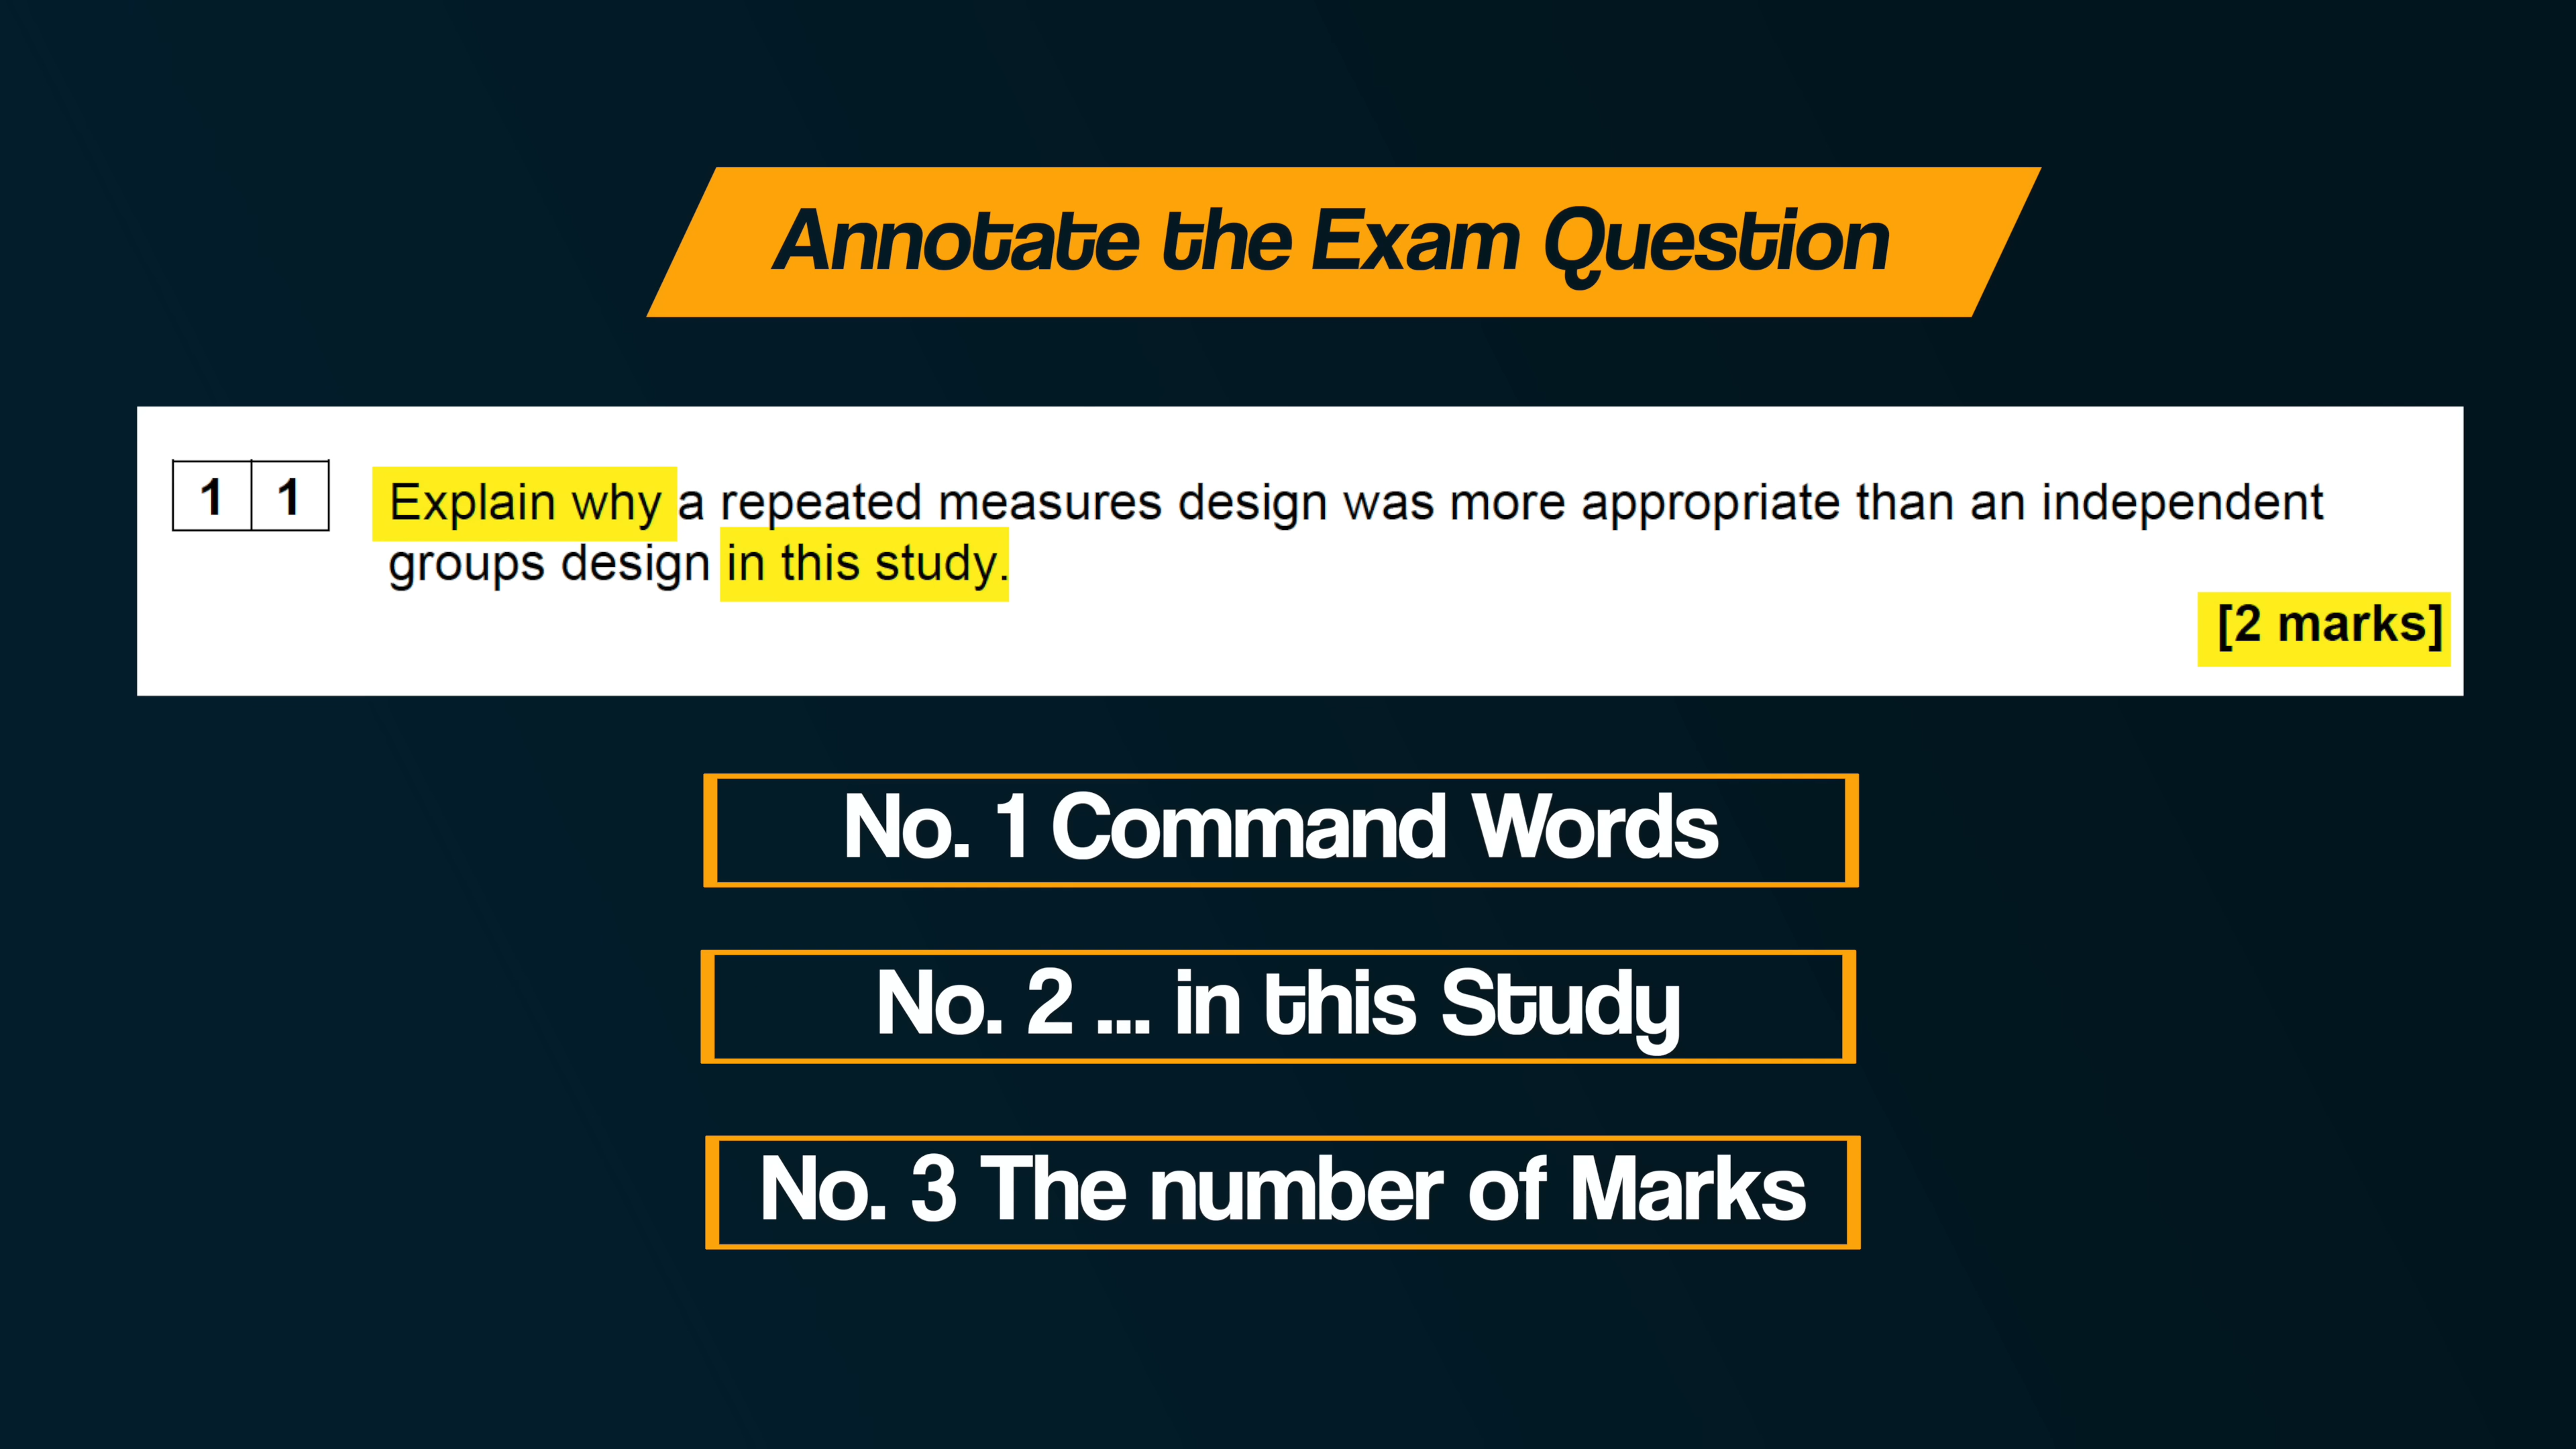 Annotate the Exam Question
1 1 Explain why a repeated measures design was more appropriate than an independent
groups design in this study.
[2 marks]
No. 1 Command Words
No. 2 ... in this Study
No. 3 The number of Marks